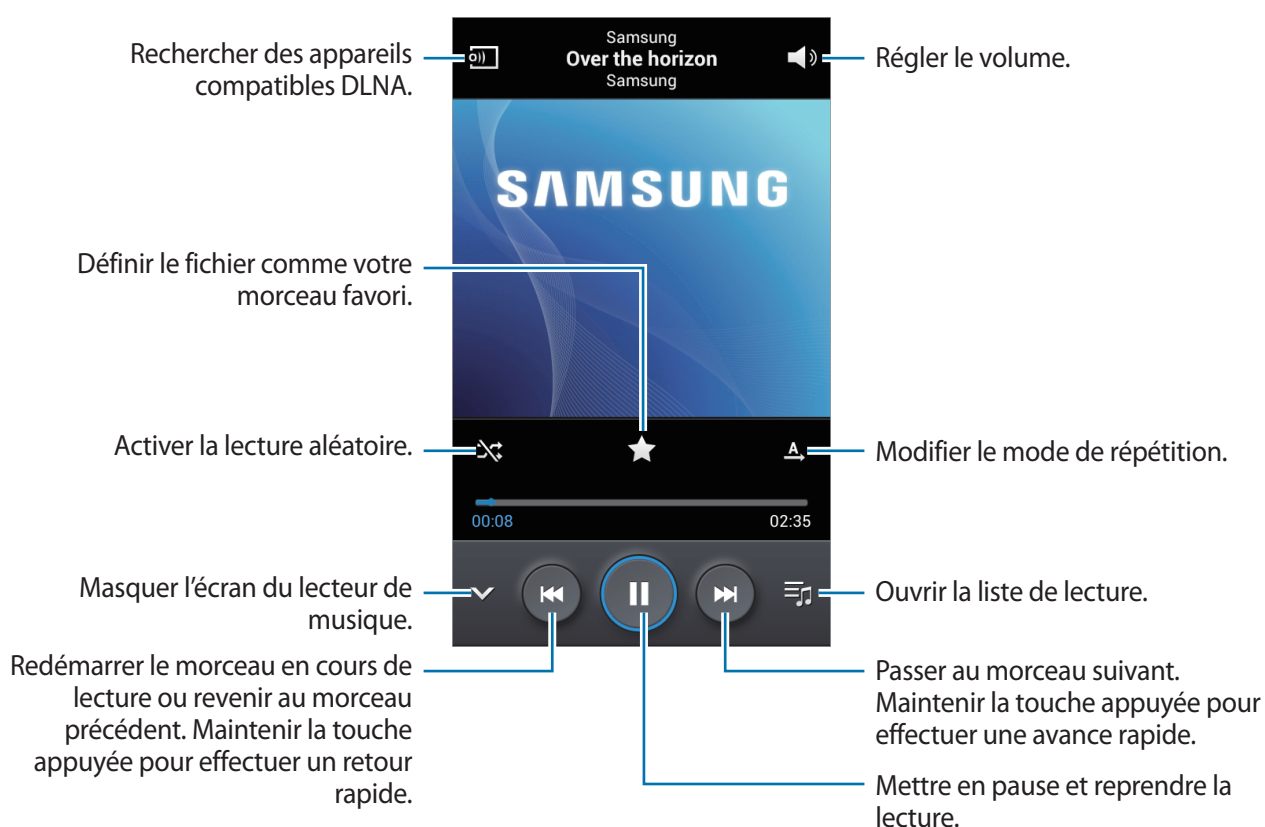 Rechercher des appareils
compatibles DLNA.
Samsung
Over the horizon
Samsung
Régler le volume.
SAMSUNG
Définir le fichier comme votre
morceau favori.
Activer la lecture aléatoire.
A
Modifier le mode de répétition.
00:08
02:35
Masquer l’écran du lecteur de
musique.
Ouvrir la liste de lecture.
Redémarrer le morceau en cours de
lecture ou revenir au morceau
précédent. Maintenir la touche
appuyée pour effectuer un retour
rapide.
Passer au morceau suivant.
Maintenir la touche appuyée pour
effectuer une avance rapide.
Mettre en pause et reprendre la
lecture.